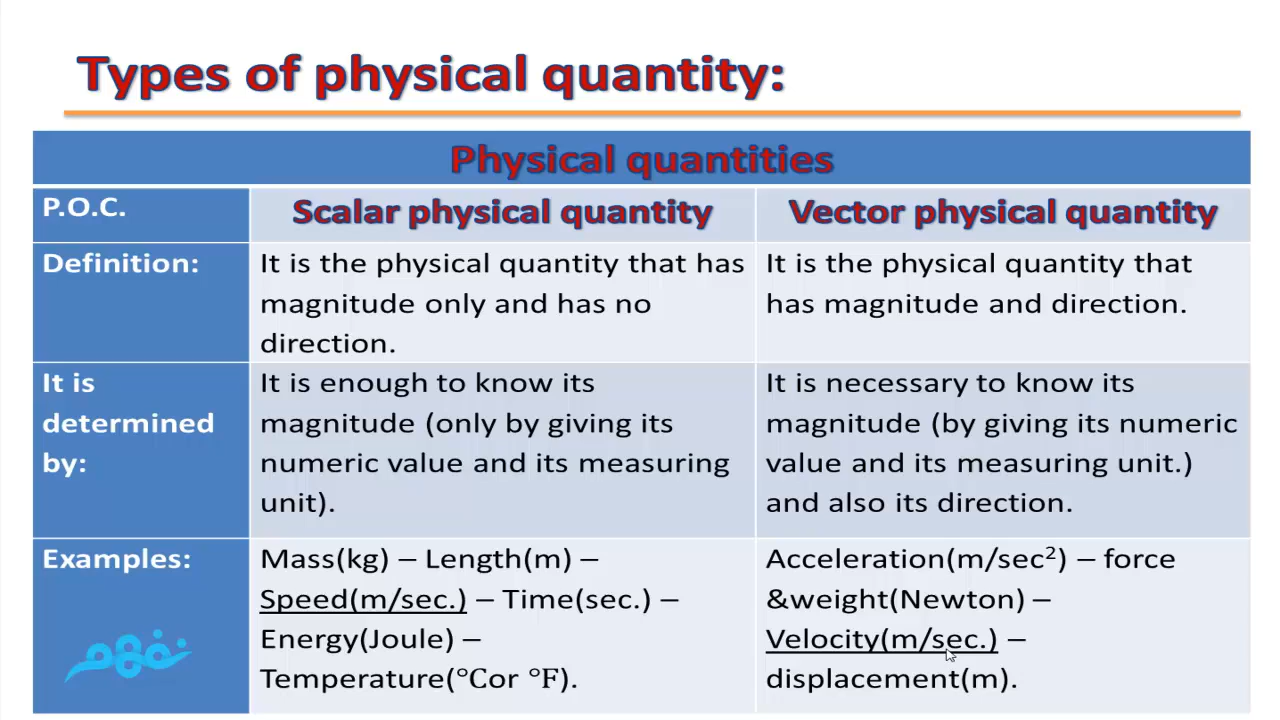 Types of physical quantity:
Physical quantities
P.O.C.
Scalar physical quantity
Vector physical quantity
Definition:
It is the physical quantity that has
magnitude only and has no
direction.
It is the physical quantity that
has magnitude and direction.
It is
determined
by:
It is enough to know its
magnitude (only by giving its
numeric value and its measuring
unit).
It is necessary to know its
magnitude (by giving its numeric
value and its measuring unit.)
and also its direction.
Examples:
Mass(kg) – Length(m) –
Speed(m/sec.) – Time(sec.) –
Energy(Joule) –
Temperature(°Cor °F).
Acceleration(m/sec²) – force
&weight(Newton) –
Velocity(m/sec.) –
displacement(m).
نفهم